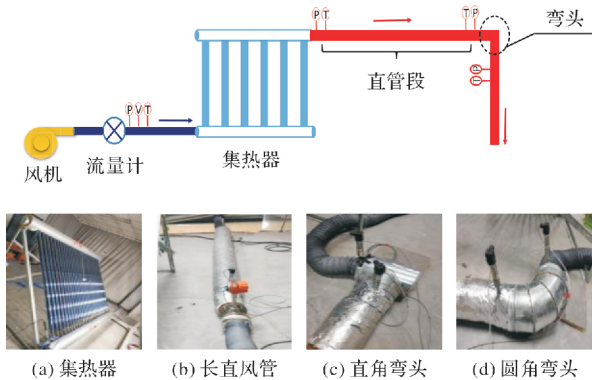 P T
T P
弯头
P
T
直管段
P V T
风机
流量计
集热器
(a) 集热器
(b) 长直风管
(c) 直角弯头
(d) 圆角弯头